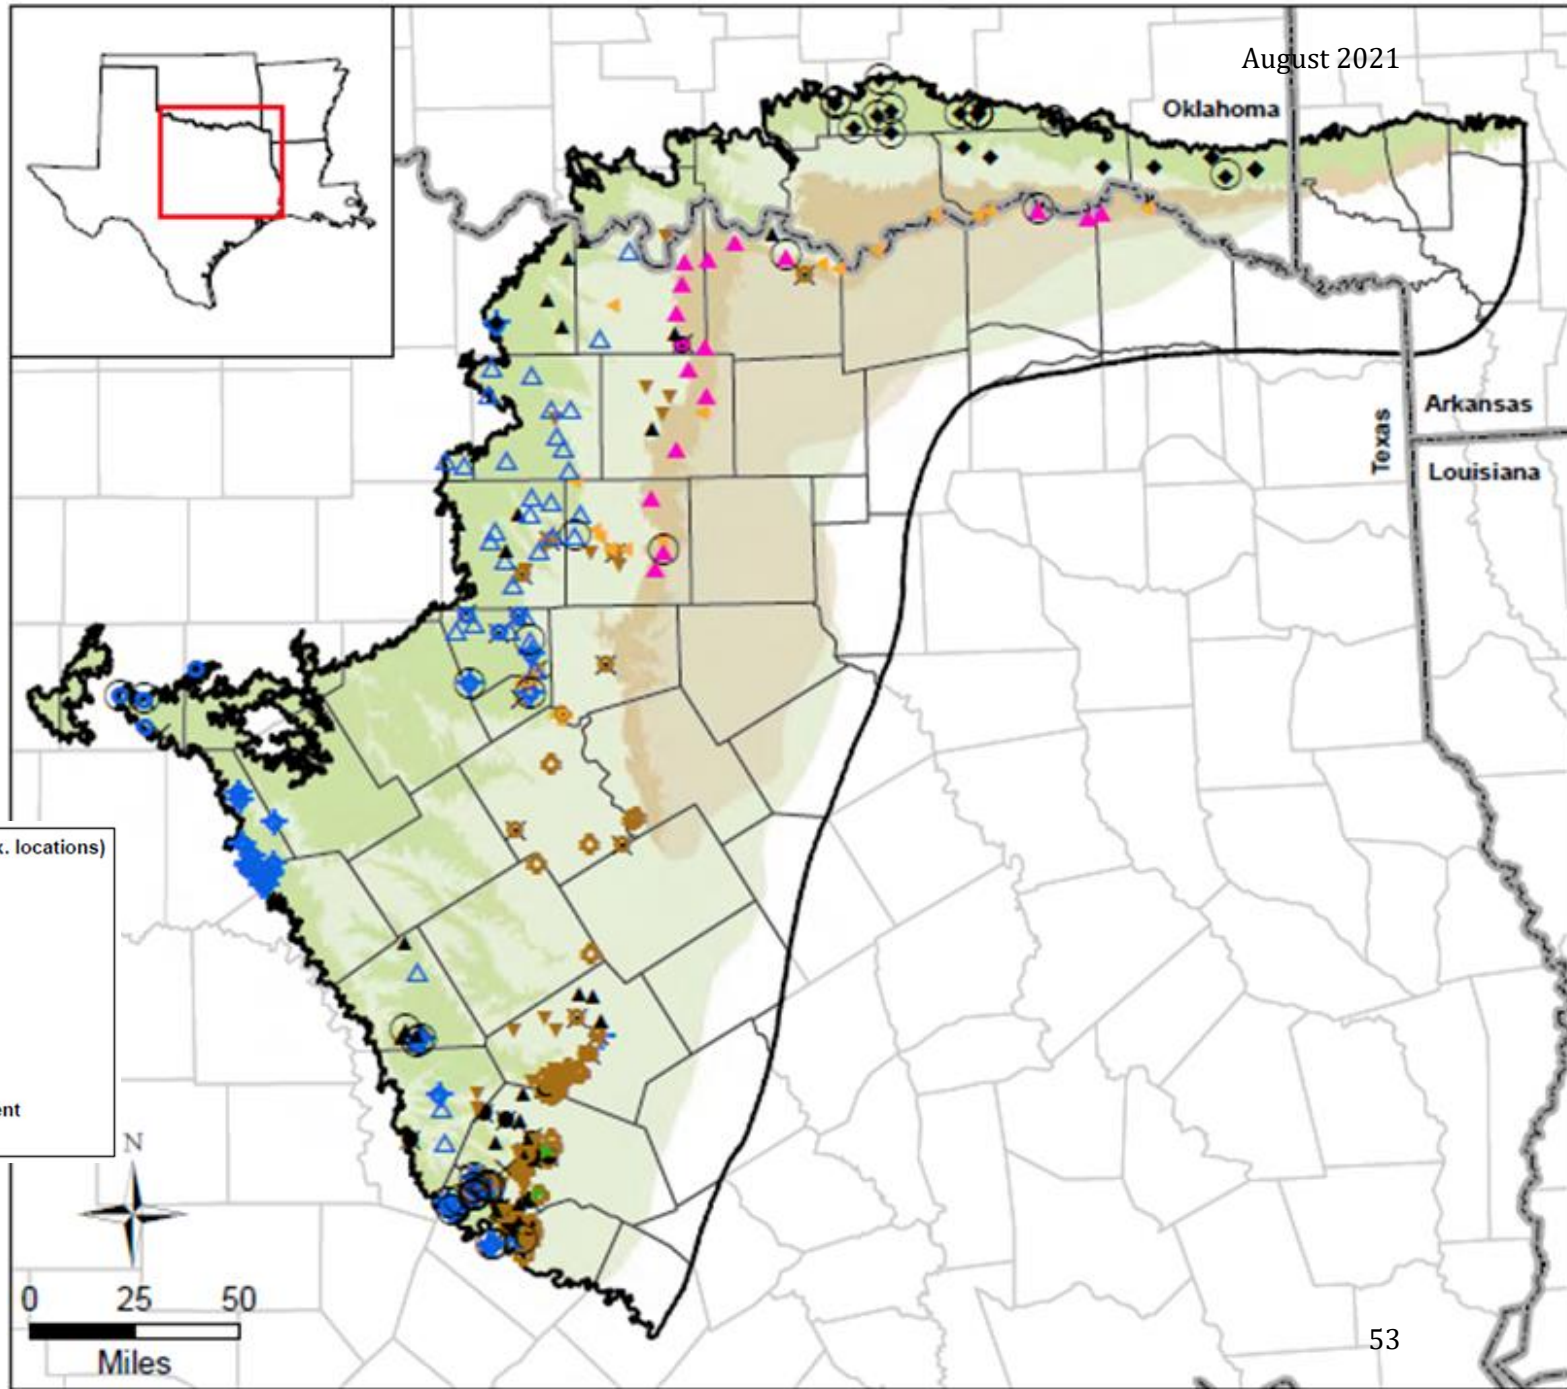 August 2021
Oklahoma
Arkansas
Texas
Louisiana
x. locations)
ent
N
0 25 50
Miles
53